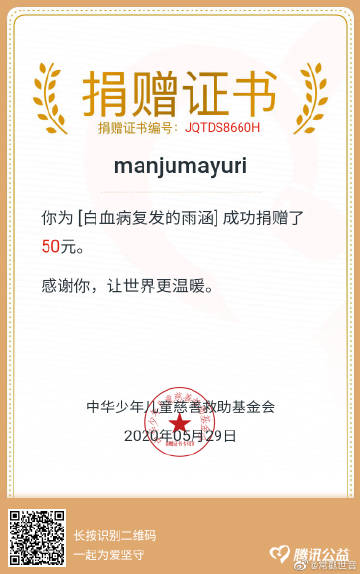 捐赠证书
捐赠证书编号：JQTDS8660H
manjumayuri
你为 [白血病复发的雨涵] 成功捐赠了
50元。
感谢你，让世界更温暖。
中华少年儿童慈善救助基金会
2020年05月29日
长按识别二维码
一起为爱坚守
腾讯公益